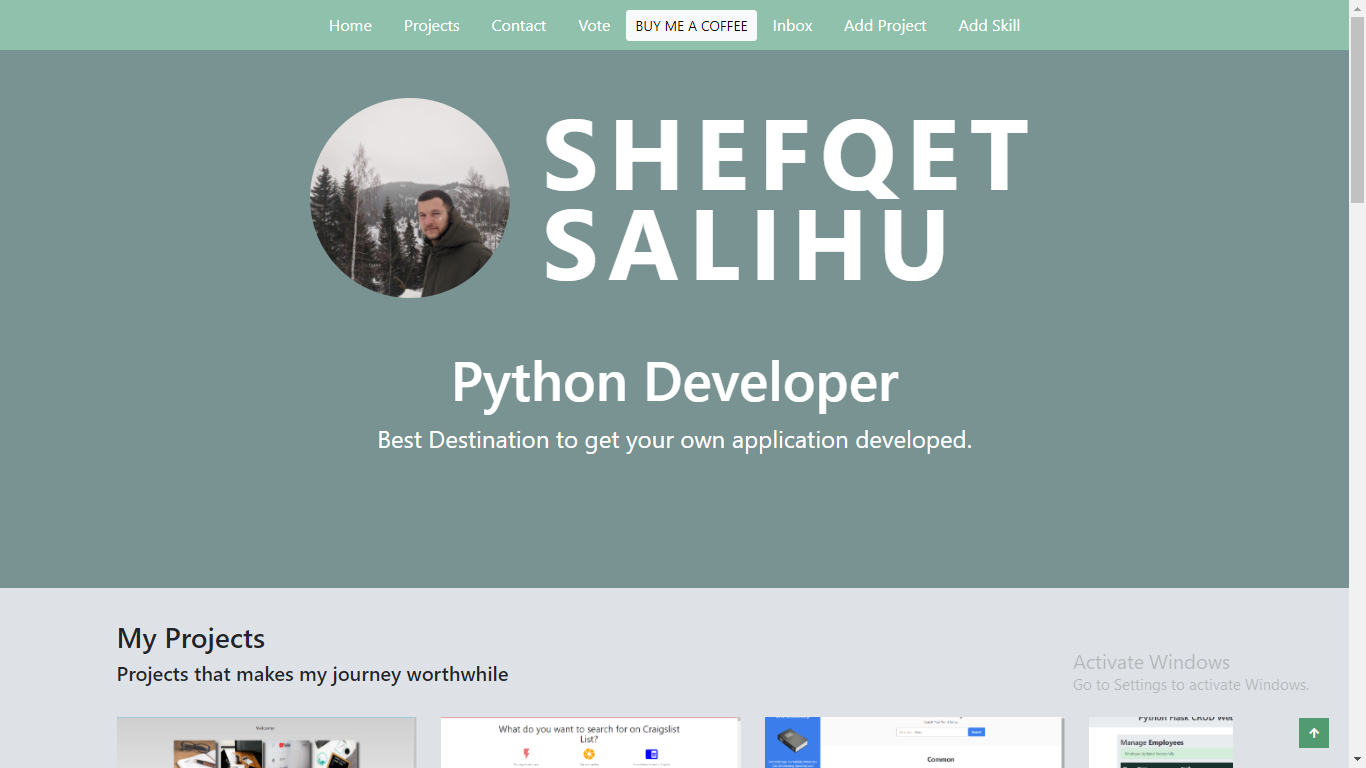 Home Projects Contact Vote BUY ME A COFFEE Inbox Add Project Add Skill
SHEFQET
SALIHU
Python Developer
Best Destination to get your own application developed.
My Projects
Projects that makes my journey worthwhile
Activate Windows
Go to Settings to activate Windows.
Welcome
What do you want to search for on Craigslist
List?
Search
Common
Python Flask CRUD Web
Manage Employees